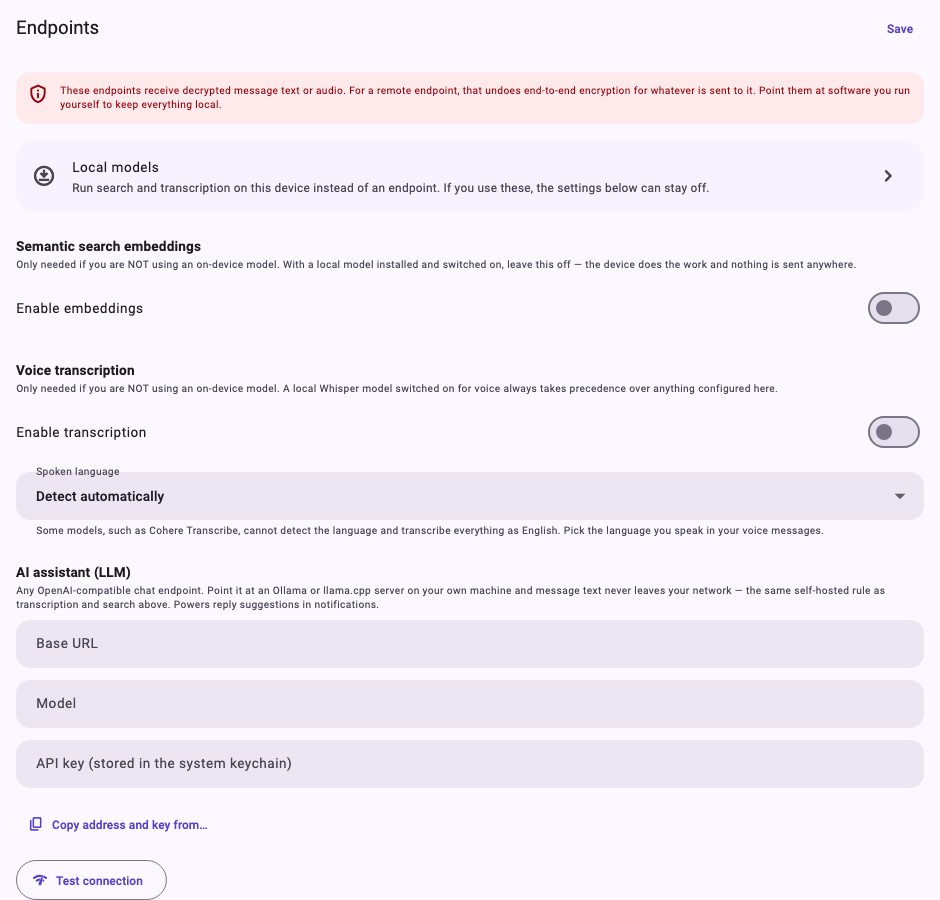 Endpoints
Save
These endpoints receive decrypted message text or audio. For a remote endpoint, that undoes end-to-end encryption for whatever is sent to it. Point them at software you run
yourself to keep everything local.
Local models
Run search and transcription on this device instead of an endpoint. If you use these, the settings below can stay off.
Semantic search embeddings
Only needed if you are NOT using an on-device model. With a local model installed and switched on, leave this off — the device does the work and nothing is sent anywhere.
Enable embeddings
Voice transcription
Only needed if you are NOT using an on-device model. A local Whisper model switched on for voice always takes precedence over anything configured here.
Enable transcription
Spoken language
Detect automatically
Some models, such as Cohere Transcribe, cannot detect the language and transcribe everything as English. Pick the language you speak in your voice messages.
AI assistant (LLM)
Any OpenAI-compatible chat endpoint. Point it at an Ollama or llama.cpp server on your own machine and message text never leaves your network — the same self-hosted rule as
transcription and search above. Powers reply suggestions in notifications.
Base URL
Model
API key (stored in the system keychain)
Copy address and key from…
Test connection